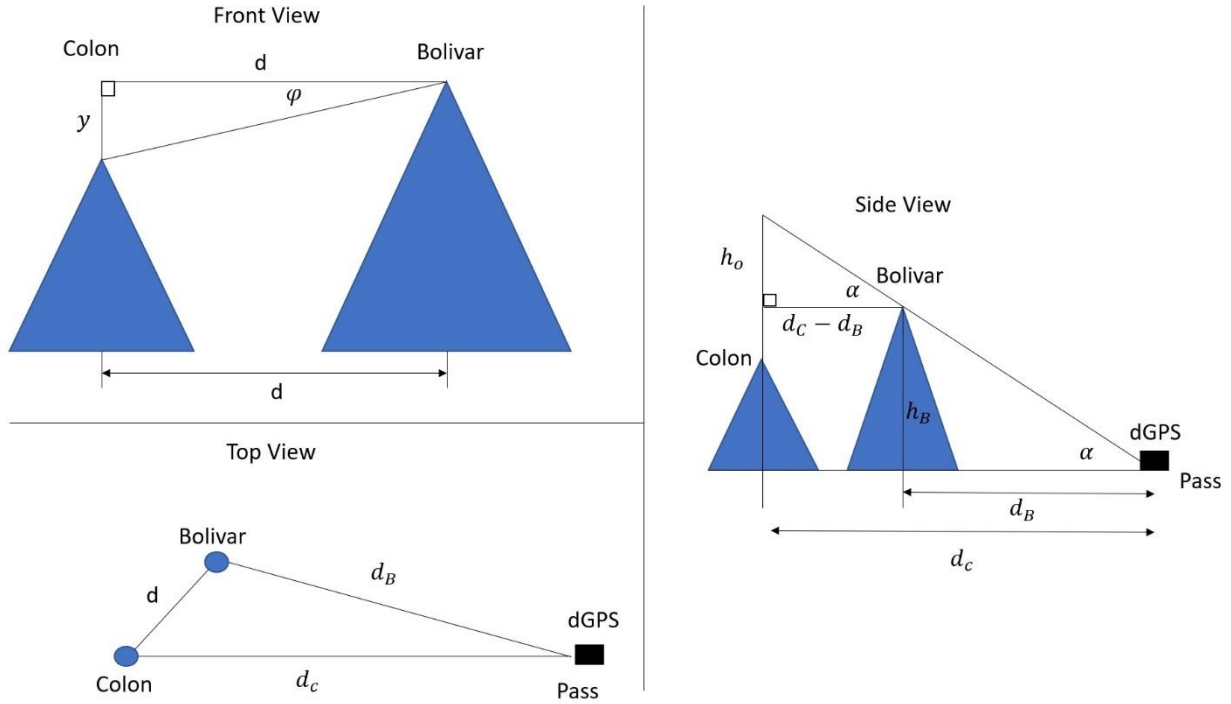 Front View
Colon
d
Bolivar
φ
y
d
Top View
Bolivar
d
d_B
dGPS
Colon
d_c
Pass
Side View
h_o
α
Bolivar
d_C − d_B
Colon
h_B
α
dGPS
Pass
d_B
d_c